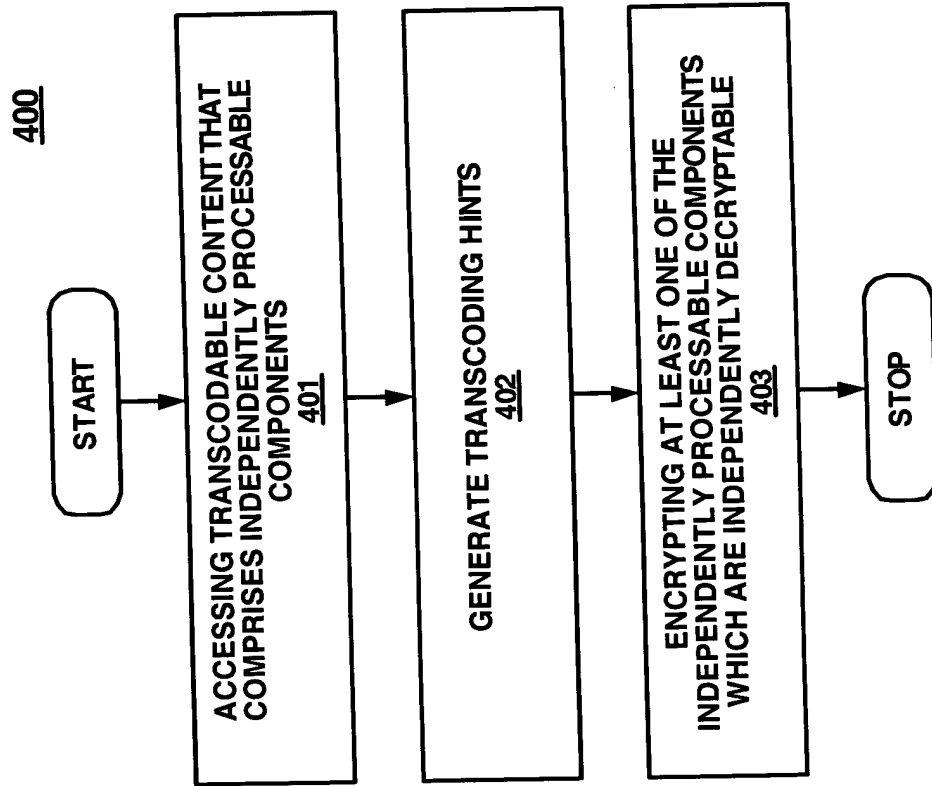 400
START
ACCESSING TRANSCODABLE CONTENT THAT
COMPRISES INDEPENDENTLY PROCESSABLE
COMPONENTS
401
GENERATE TRANSCODING HINTS
402
ENCRYPTING AT LEAST ONE OF THE
INDEPENDENTLY PROCESSABLE COMPONENTS
WHICH ARE INDEPENDENTLY DECRYPTABLE
403
STOP